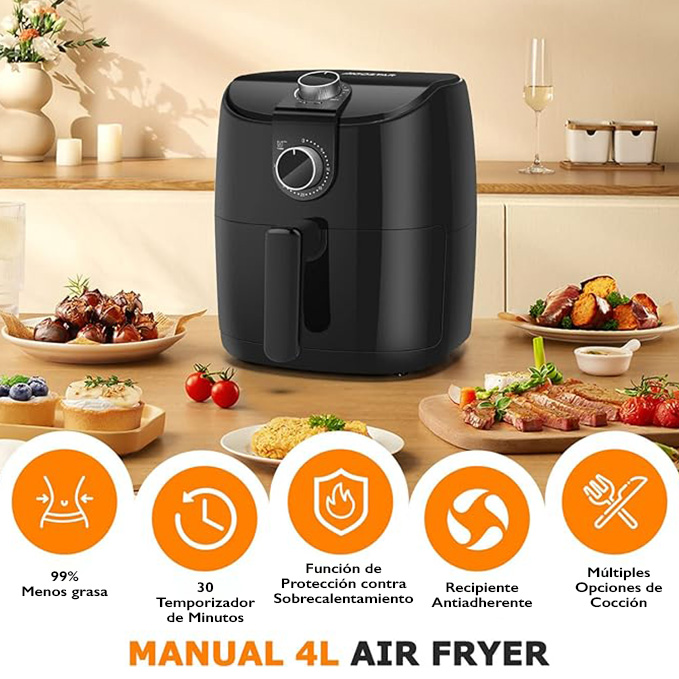 99%
Menos grasa
30
Temporizador
de Minutos
Función de
Protección contra
Sobrecalentamiento
Recipiente
Antiadherente
Múltiples
Opciones de
Cocción
MANUAL 4L AIR FRYER